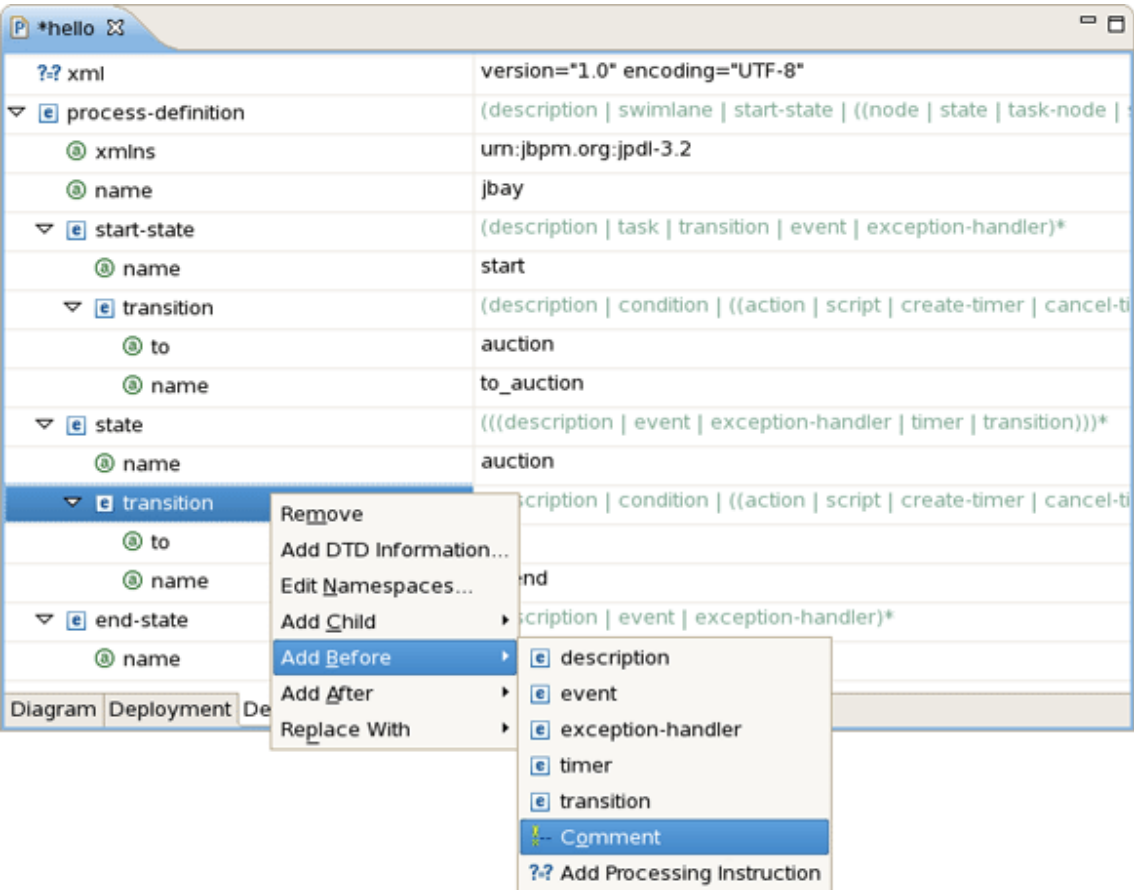 *hello
?=? xml version="1.0" encoding="UTF-8"
e process-definition (description | swimlane | start-state | ((node | state | task-node |
a xmlns urn:jbpm.org:jpdl-3.2
a name jbay
e start-state (description | task | transition | event | exception-handler)*
a name start
e transition (description | condition | ((action | script | create-timer | cancel-ti
a to auction
a name to_auction
e state (((description | event | exception-handler | timer | transition)))*
a name auction
e transition scription | condition | ((action | script | create-timer | cancel-ti
Remove
a to
Add DTD Information...
a name end
Edit Namespaces...
e end-state scription | event | exception-handler)*
Add Child
a name
Add Before
e description
Diagram Deployment De
Add After
e event
Replace With
e exception-handler
e timer
e transition
Comment
?=? Add Processing Instruction